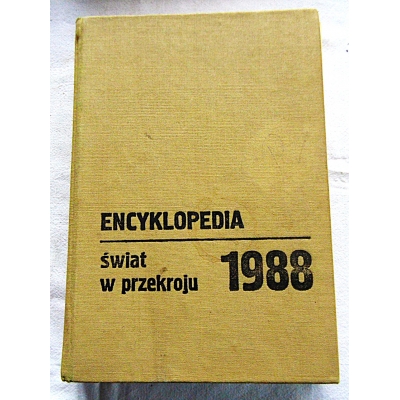 ENCYKLOPEDIA
świat
w przekroju 1988